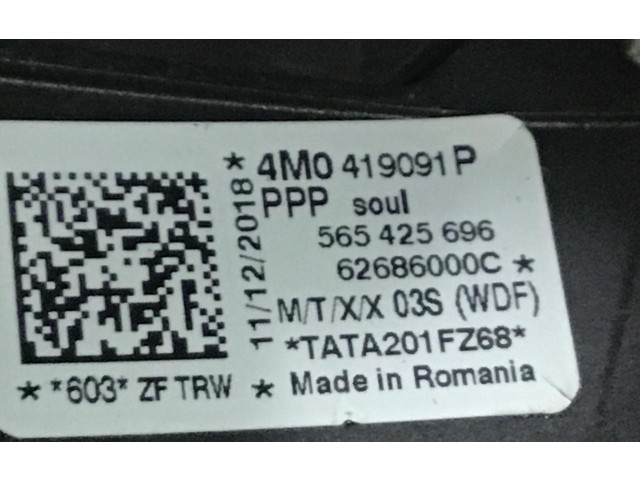 *4M0 419091P
PPP soul
565 425 696
62686000C *
M/T/X/X 03S (WDF)
*TATA201FZ68*
11/12/2018
* *603* ZF TRW * Made in Romania